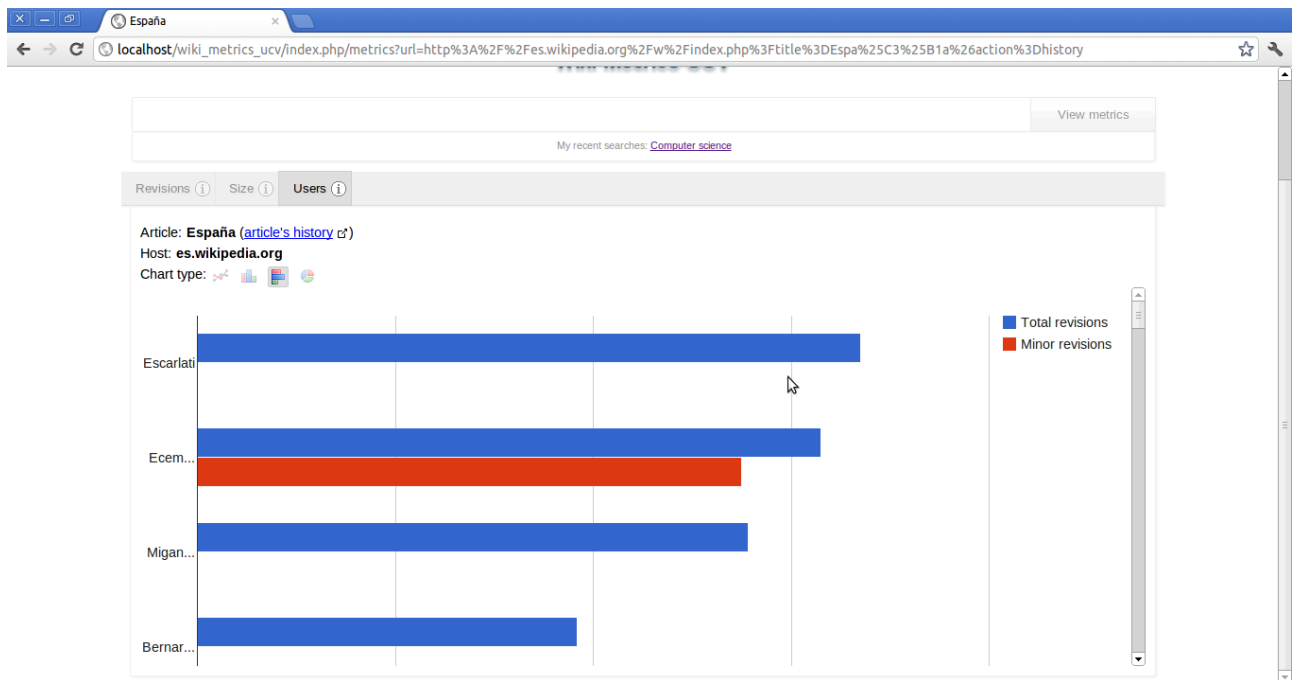 España
localhost/wiki_metrics_ucv/index.php/metrics?url=http%3A%2F%2Fes.wikipedia.org%2Fw%2Findex.php%3Ftitle%3DEspa%25C3%25B1a%26action%3Dhistory
View metrics
My recent searches: Computer science
Revisions Size Users
Article: España (article's history)
Host: es.wikipedia.org
Chart type:
Total revisions
Minor revisions
Escarlati
Ecem...
Migan...
Bernar...